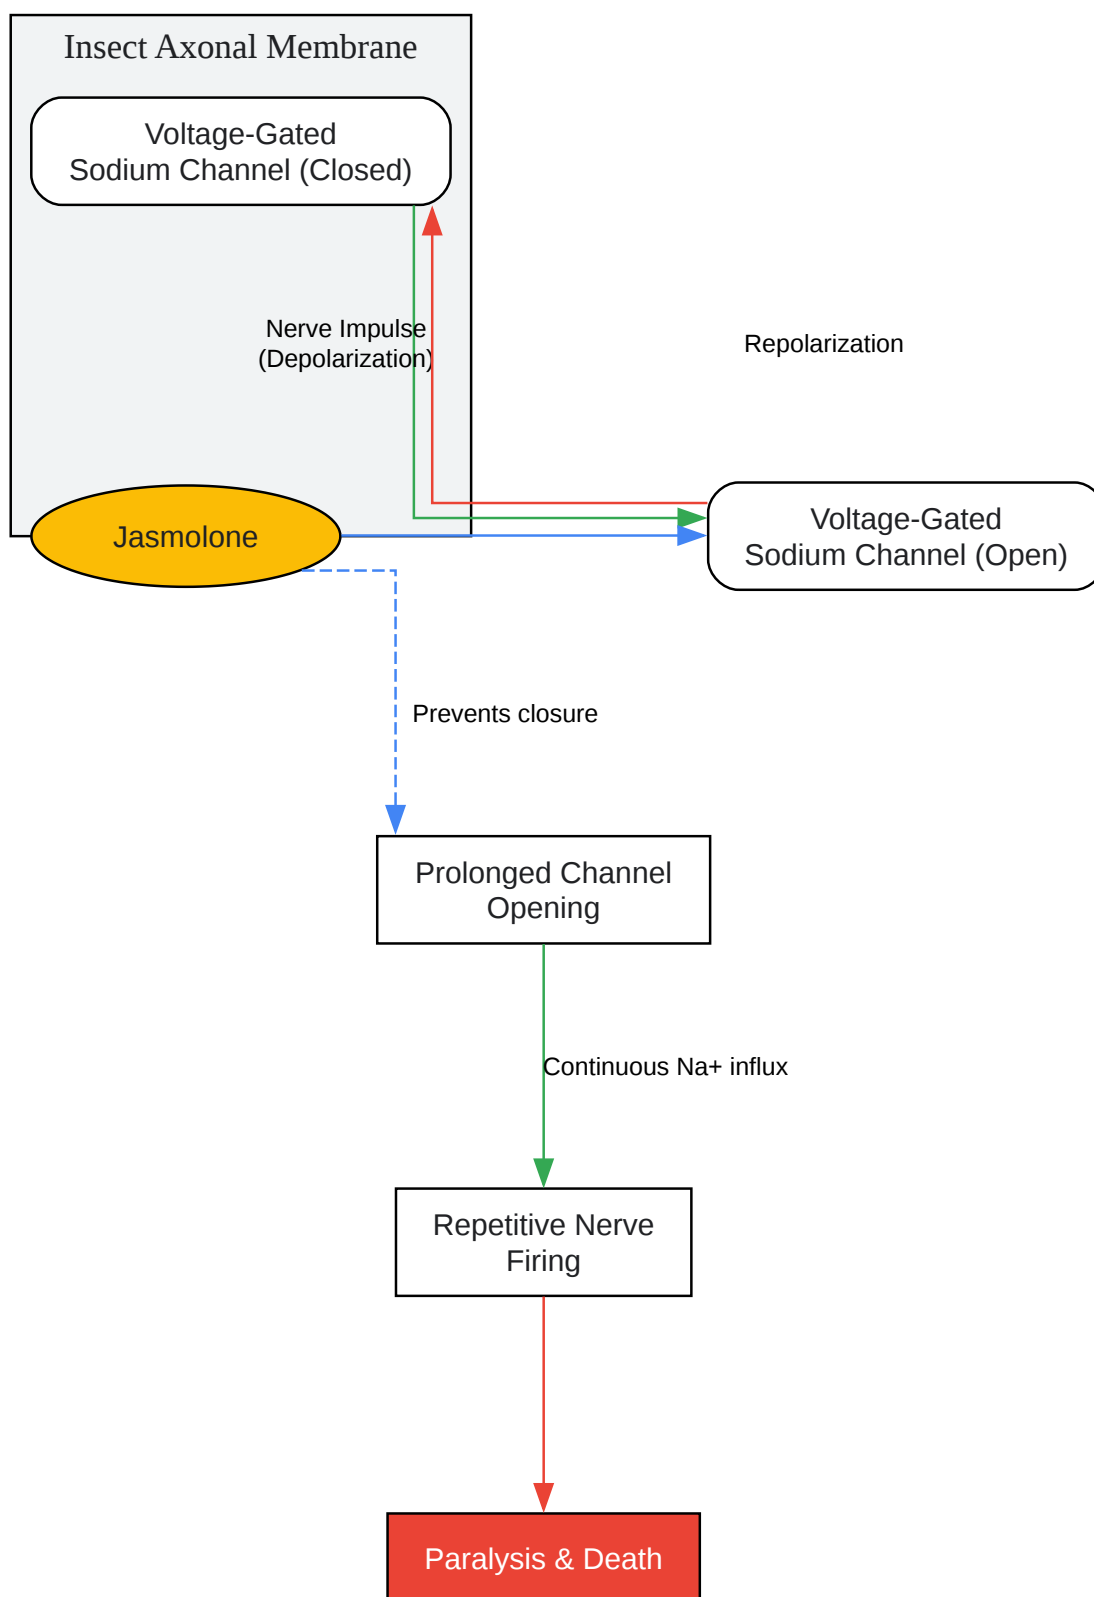 Insect Axonal Membrane
Voltage-Gated
Sodium Channel (Closed)
Nerve Impulse
(Depolarization)
Repolarization
Jasmolone
Voltage-Gated
Sodium Channel (Open)
Prevents closure
Prolonged Channel
Opening
Continuous Na+ influx
Repetitive Nerve
Firing
Paralysis & Death